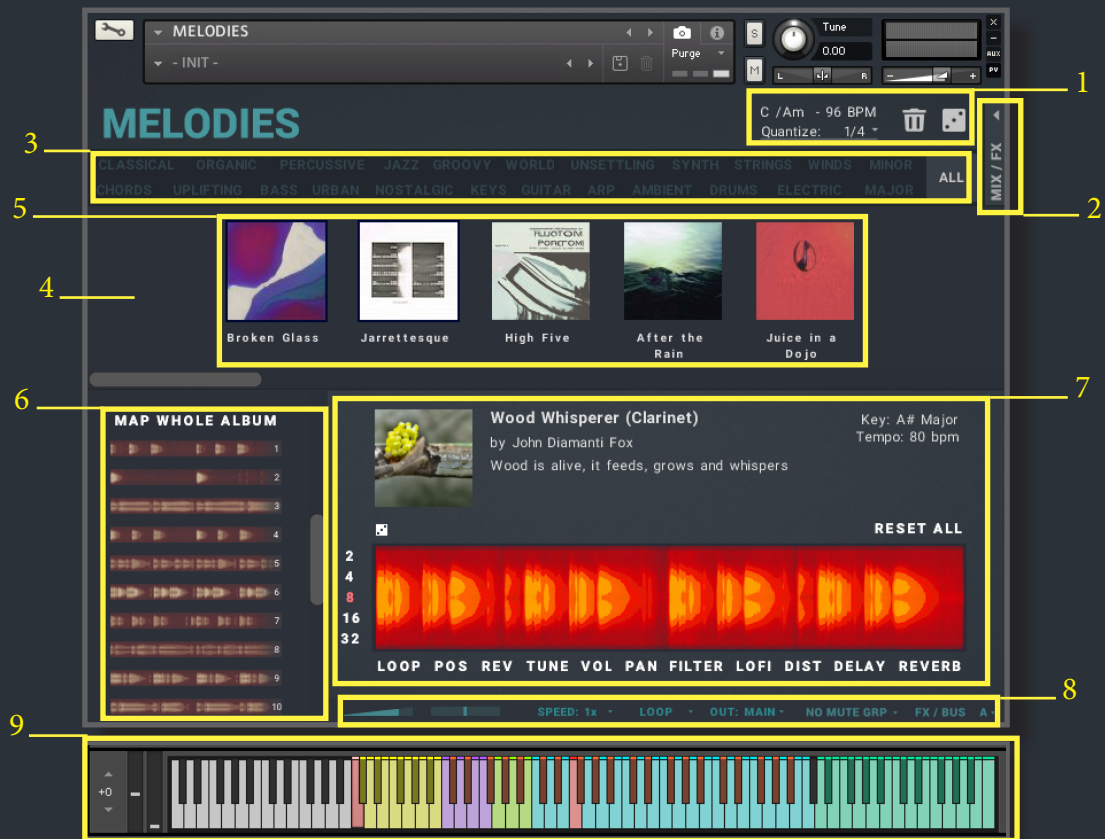 MELODIES
- INIT -
Purge
S
M
Tune
0.00
L
R
-
+
x
-
AUX
PV
1
MELODIES
C /Am - 96 BPM
Quantize: 1/4
MIX / FX
2
3
CLASSICAL ORGANIC PERCUSSIVE JAZZ GROOVY WORLD UNSETTLING SYNTH STRINGS WINDS MINOR
CHORDS UPLIFTING BASS URBAN NOSTALGIC KEYS GUITAR ARP AMBIENT DRUMS ELECTRIC MAJOR
ALL
5
4
Broken Glass
Jarrettesque
High Five
After the
Rain
Juice in a
Dojo
6
MAP WHOLE ALBUM
1
2
3
4
5
6
7
8
9
10
7
Wood Whisperer (Clarinet)
by John Diamanti Fox
Wood is alive, it feeds, grows and whispers
Key: A# Major
Tempo: 80 bpm
RESET ALL
2
4
8
16
32
LOOP POS REV TUNE VOL PAN FILTER LOFI DIST DELAY REVERB
8
SPEED: 1x LOOP OUT: MAIN NO MUTE GRP FX / BUS A
9
+0